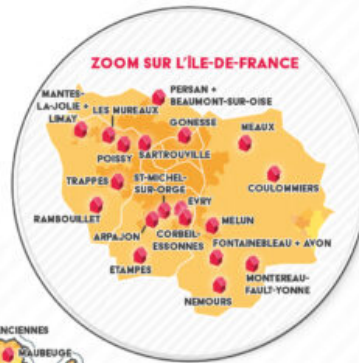 ZOOM SUR L'ÎLE-DE-FRANCE
MANTES-
LA-JOLIE +
LIMAY
LES MUREAUX
PERSAN +
BEAUMONT-SUR-OISE
GONESSE
MEAUX
POISSY
SARTROUVILLE
TRAPPES
ST-MICHEL-
SUR-ORGE
COULOMMIERS
RAMBOUILLET
EVRY
ARPAJON
CORBEIL-
ESSONNES
MELUN
FONTAINEBLEAU + AVON
ETAMPES
MONTEREAU-
FAULT-YONNE
NEMOURS
NCIENNES
MAUBEUGE